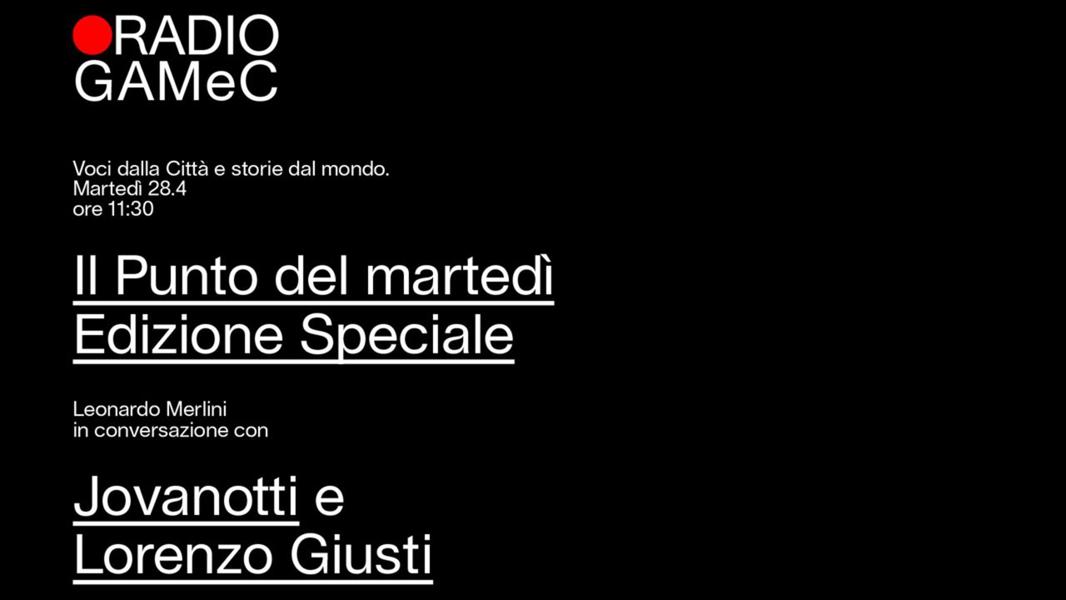 RADIO
GAMeC
Voci dalla Città e storie dal mondo.
Martedì 28.4
ore 11:30
Il Punto del martedì
Edizione Speciale
Leonardo Merlini
in conversazione con
Jovanotti e
Lorenzo Giusti